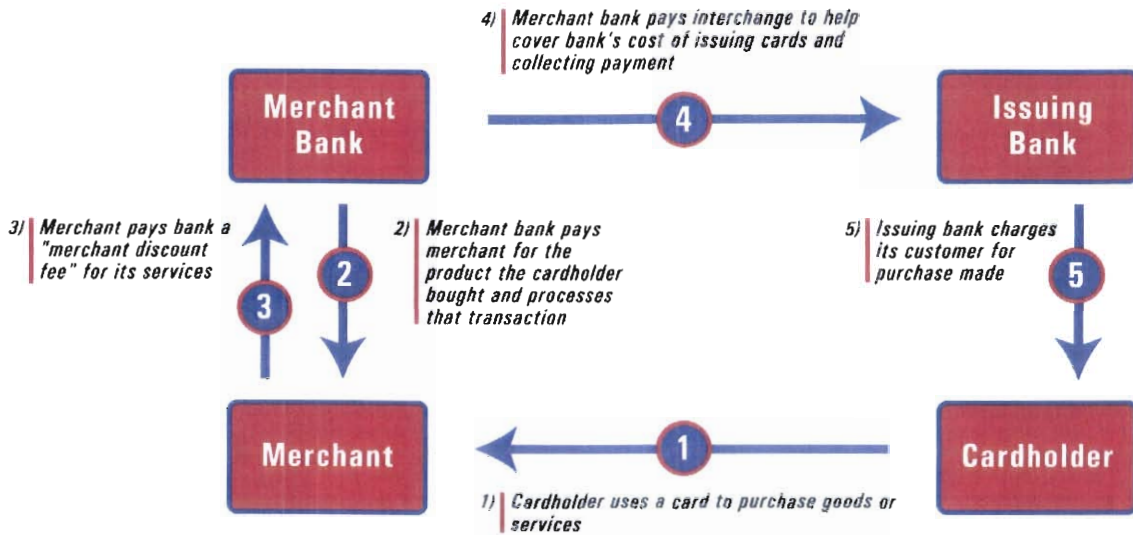 4) Merchant bank pays interchange to help
cover bank's cost of issuing cards and
collecting payment
Merchant
Bank
4
Issuing
Bank
3) Merchant pays bank a
"merchant discount
fee" for its services
2) Merchant bank pays
merchant for the
product the cardholder
bought and processes
that transaction
5) Issuing bank charges
its customer for
purchase made
2
3
5
Merchant
1
Cardholder
1) Cardholder uses a card to purchase goods or
services